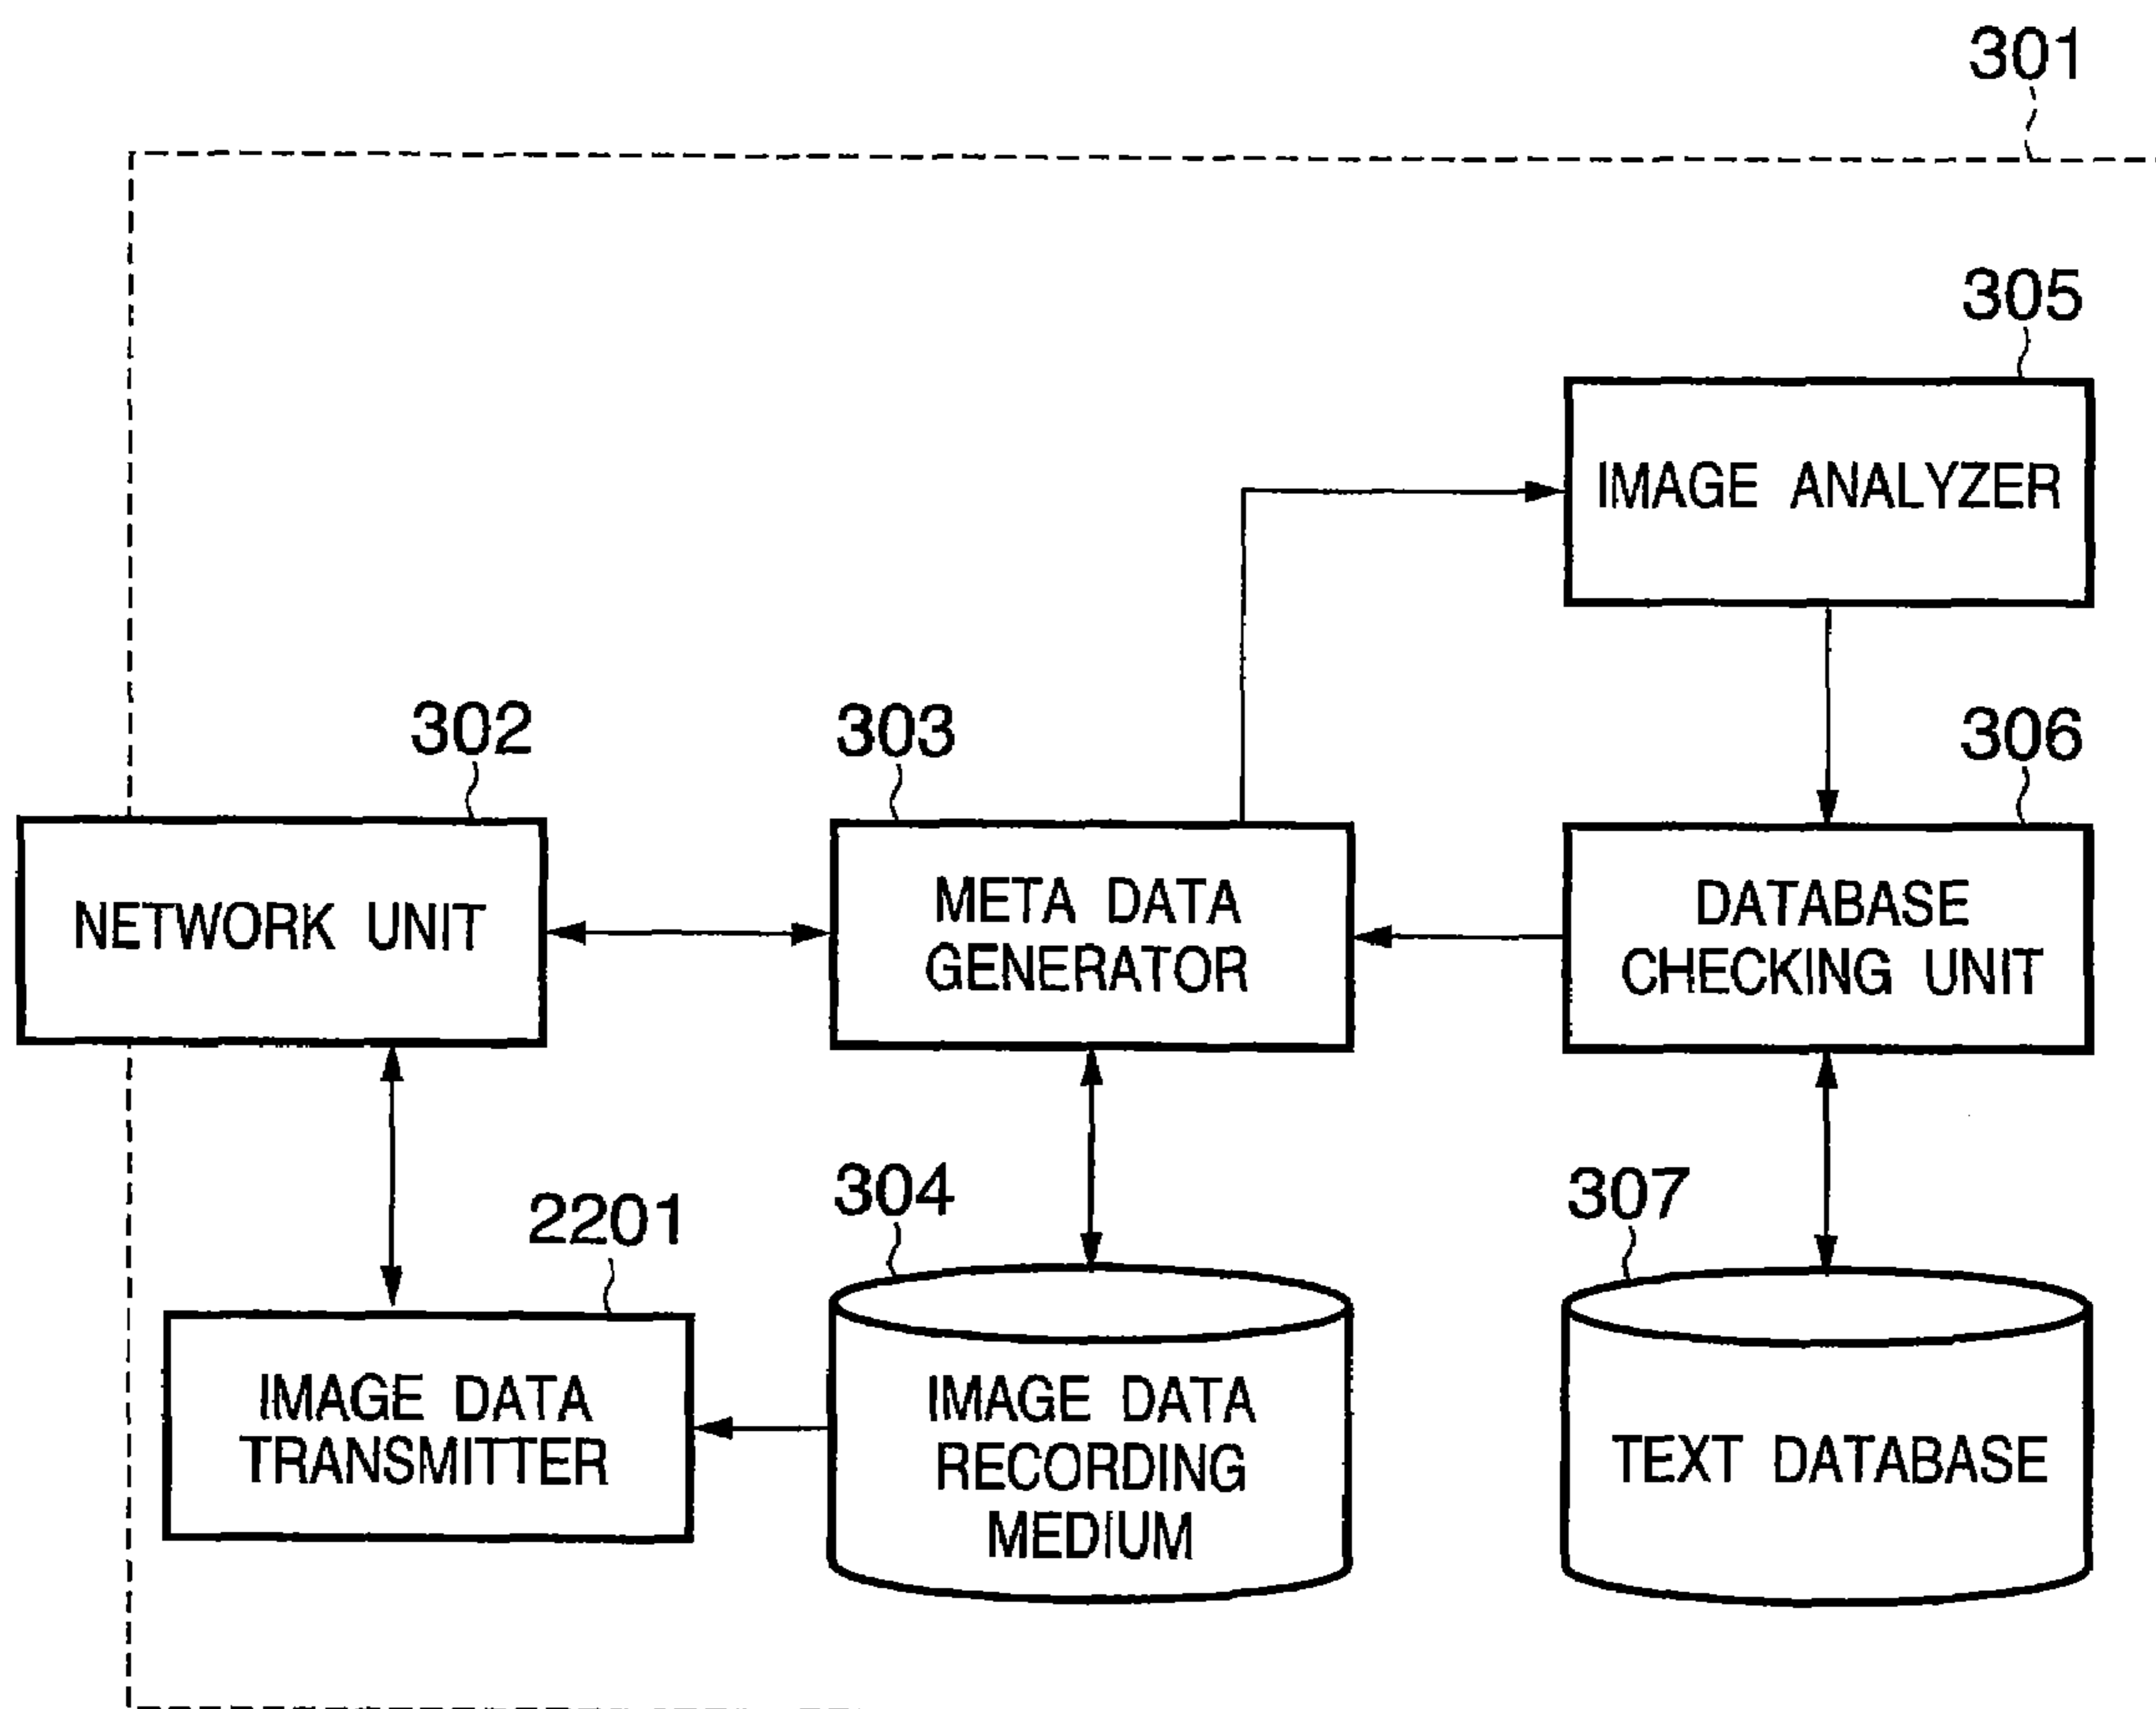 301
305
IMAGE ANALYZER
302
303
306
NETWORK UNIT
META DATA
GENERATOR
DATABASE
CHECKING UNIT
2201
304
307
IMAGE DATA
TRANSMITTER
IMAGE DATA
RECORDING
MEDIUM
TEXT DATABASE